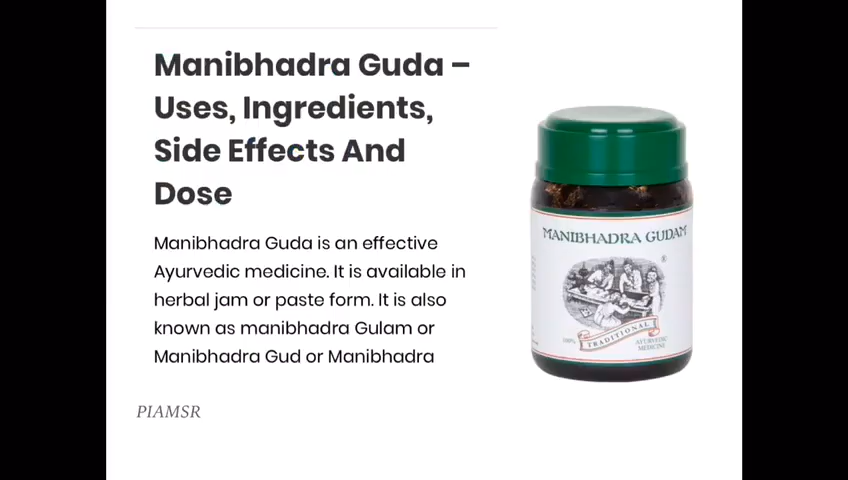 Manibhadra Guda –
Uses, Ingredients,
Side Effects And
Dose
Manibhadra Guda is an effective
Ayurvedic medicine. It is available in
herbal jam or paste form. It is also
known as manibhadra Gulam or
Manibhadra Gud or Manibhadra
PIAMSR
MANIBHADRA GUDAM
®
100%
TRADITIONAL
AYURVEDIC
MEDICINE